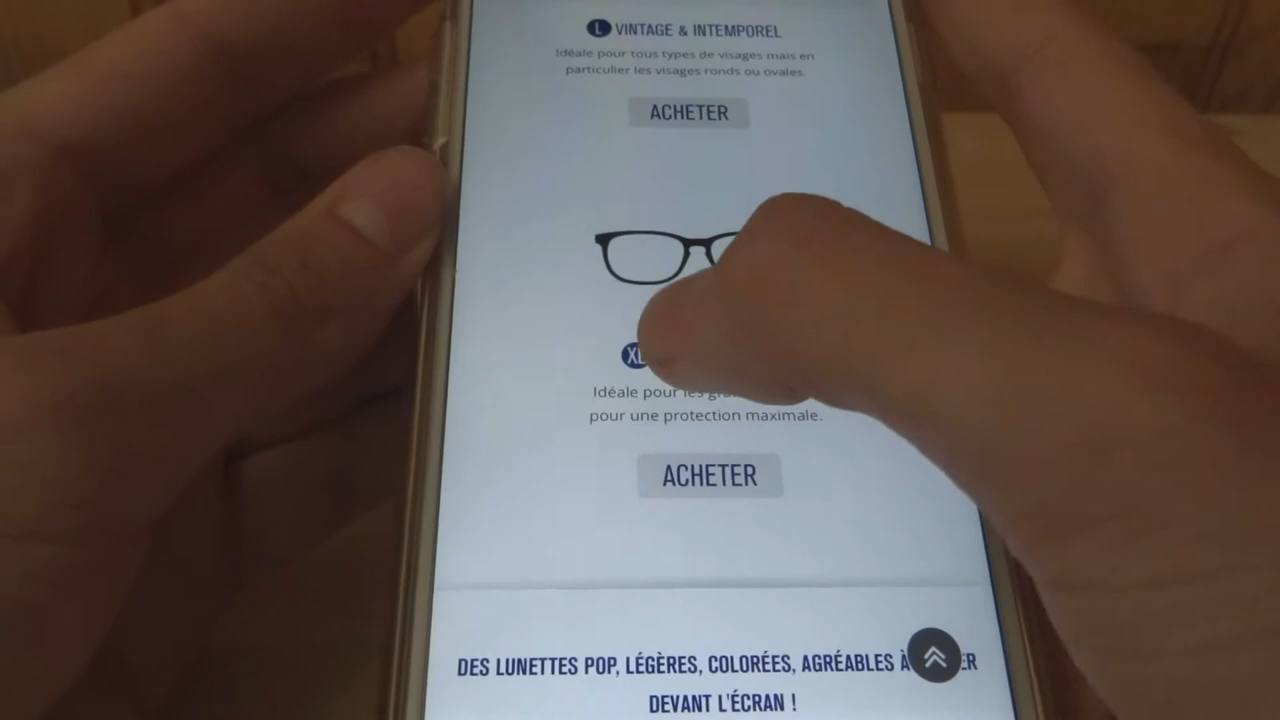 L VINTAGE & INTEMPOREL
Idéale pour tous types de visages mais en
particulier les visages ronds ou ovales.
ACHETER
XL
Idéale pour les
pour une protection maximale.
ACHETER
DES LUNETTES POP, LÉGÈRES, COLORÉES, AGRÉABLES À
DEVANT L'ÉCRAN !